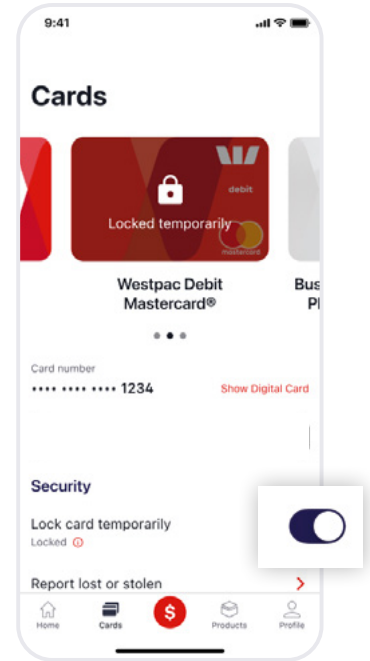 9:41
Cards
debit
Locked temporarily
mastercard
Westpac Debit
Mastercard®
Bus
Pl
Card number
•••• •••• •••• 1234
Show Digital Card
Security
Lock card temporarily
Locked
Report lost or stolen
$
Home
Cards
Products
Profile